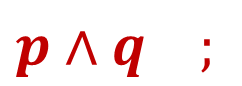 p ∧ q ;